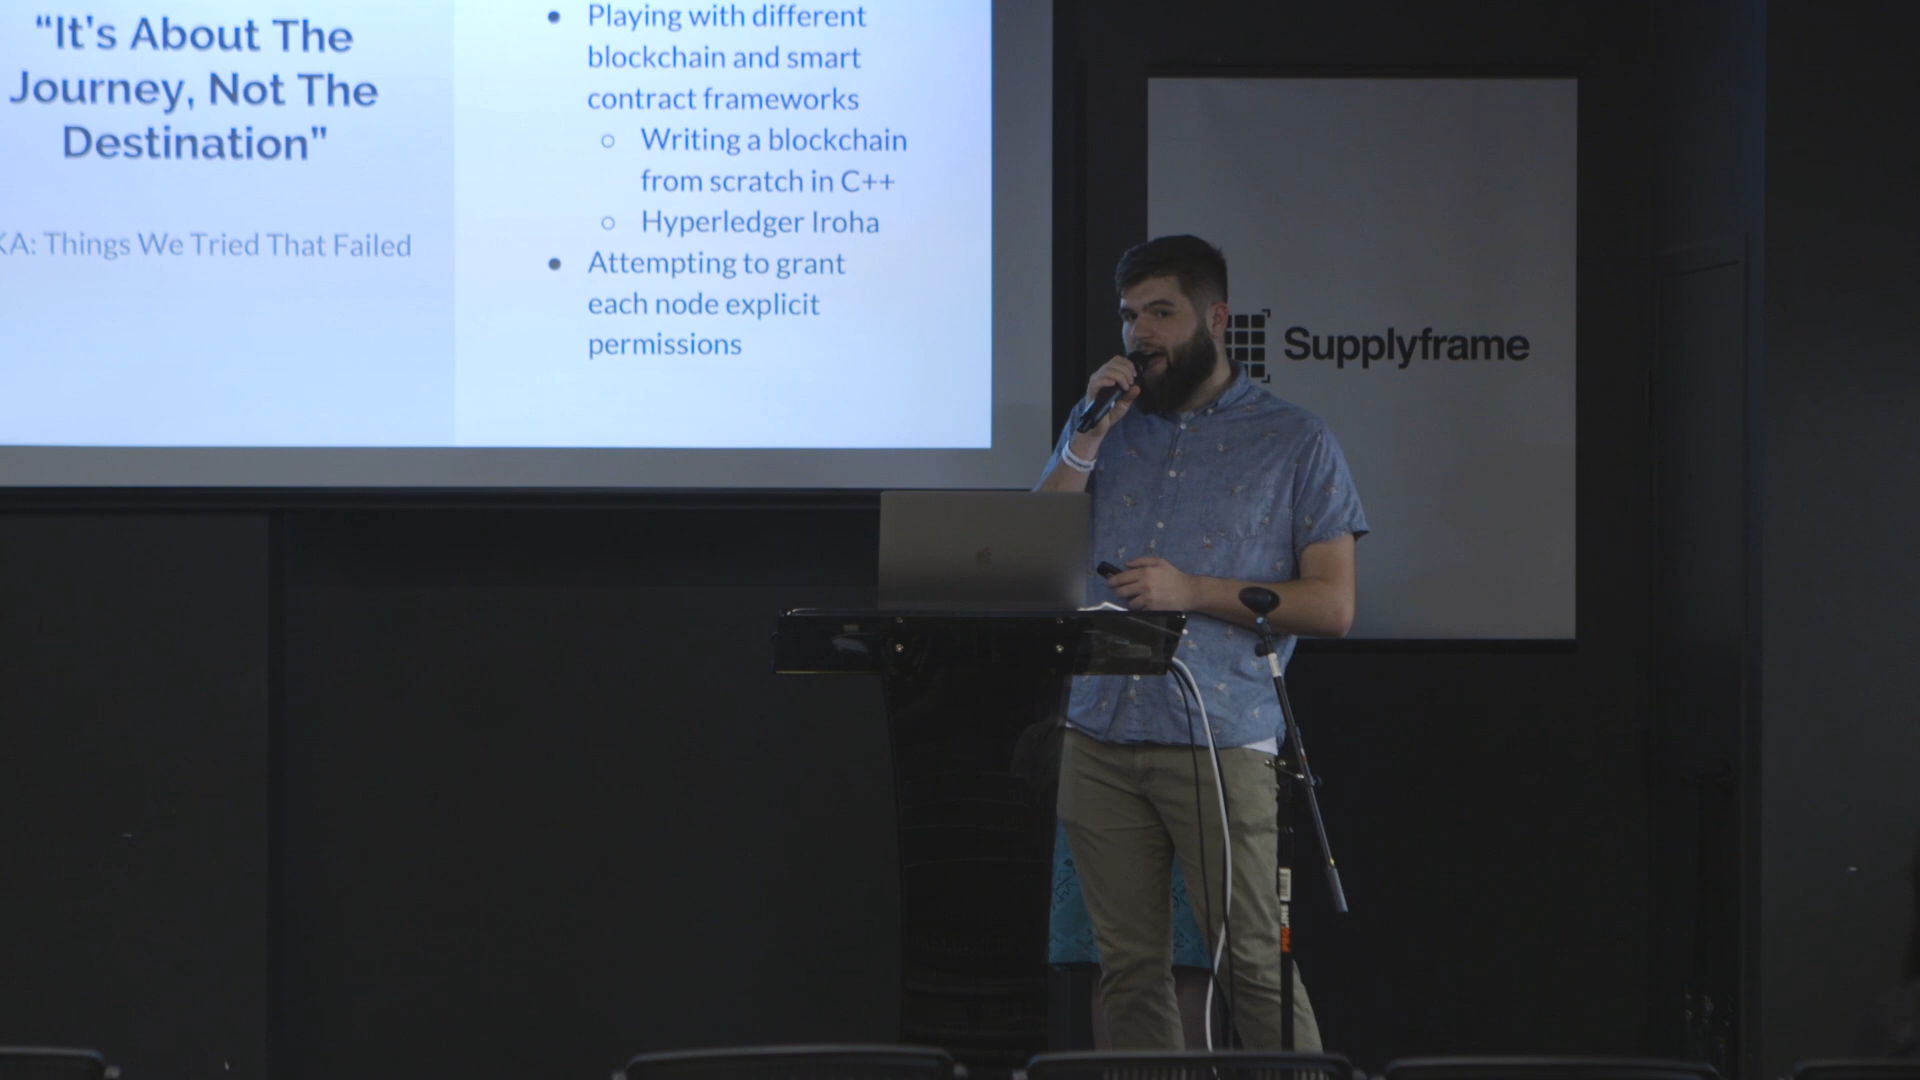 “It's About The
Journey, Not The
Destination"
KA: Things We Tried That Failed
Playing with different
blockchain and smart
contract frameworks
Writing a blockchain
from scratch in C++
Hyperledger Iroha
Attempting to grant
each node explicit
permissions
Supplyframe